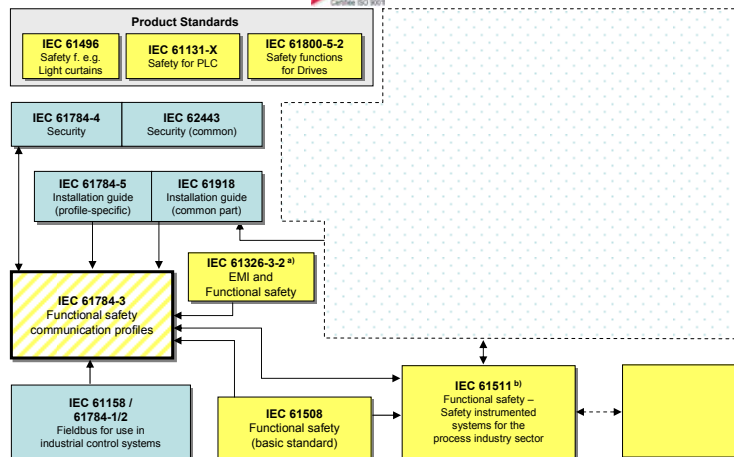 Certifiée ISO 9001
Product Standards
IEC 61496
Safety f. e.g.
Light curtains
IEC 61131-X
Safety for PLC
IEC 61800-5-2
Safety functions
for Drives
IEC 61784-4
Security
IEC 62443
Security (common)
IEC 61784-5
Installation guide
(profile-specific)
IEC 61918
Installation guide
(common part)
IEC 61326-3-2 a)
EMI and
Functional safety
IEC 61784-3
Functional safety
communication profiles
IEC 61158 /
61784-1/2
Fieldbus for use in
industrial control systems
IEC 61508
Functional safety
(basic standard)
IEC 61511 b)
Functional safety –
Safety instrumented
systems for the
process industry sector